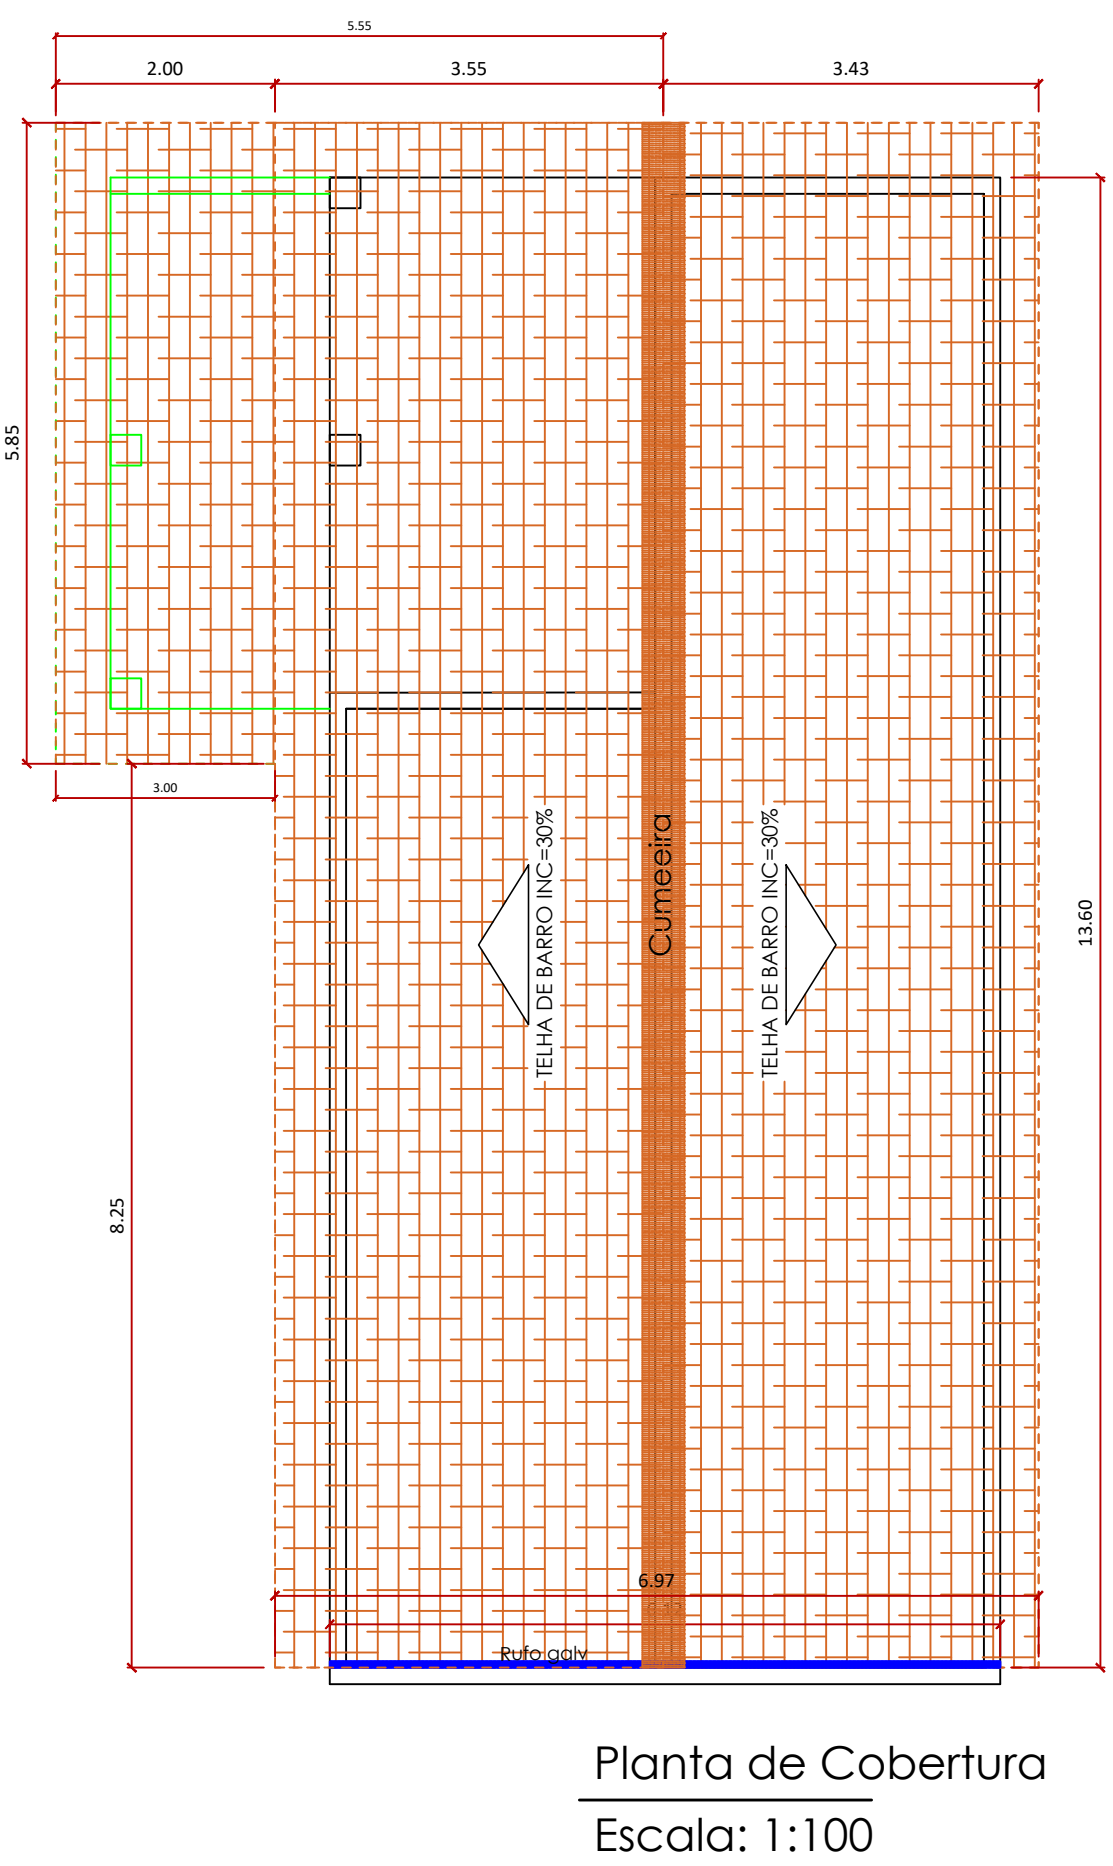 5.55
2.00
3.55
3.43
5.85
3.00
TELHA DE BARRO INC=30%
Cumeeira
TELHA DE BARRO INC=30%
13.60
8.25
6.97
Rufo galv
Planta de Cobertura
Escala: 1:100